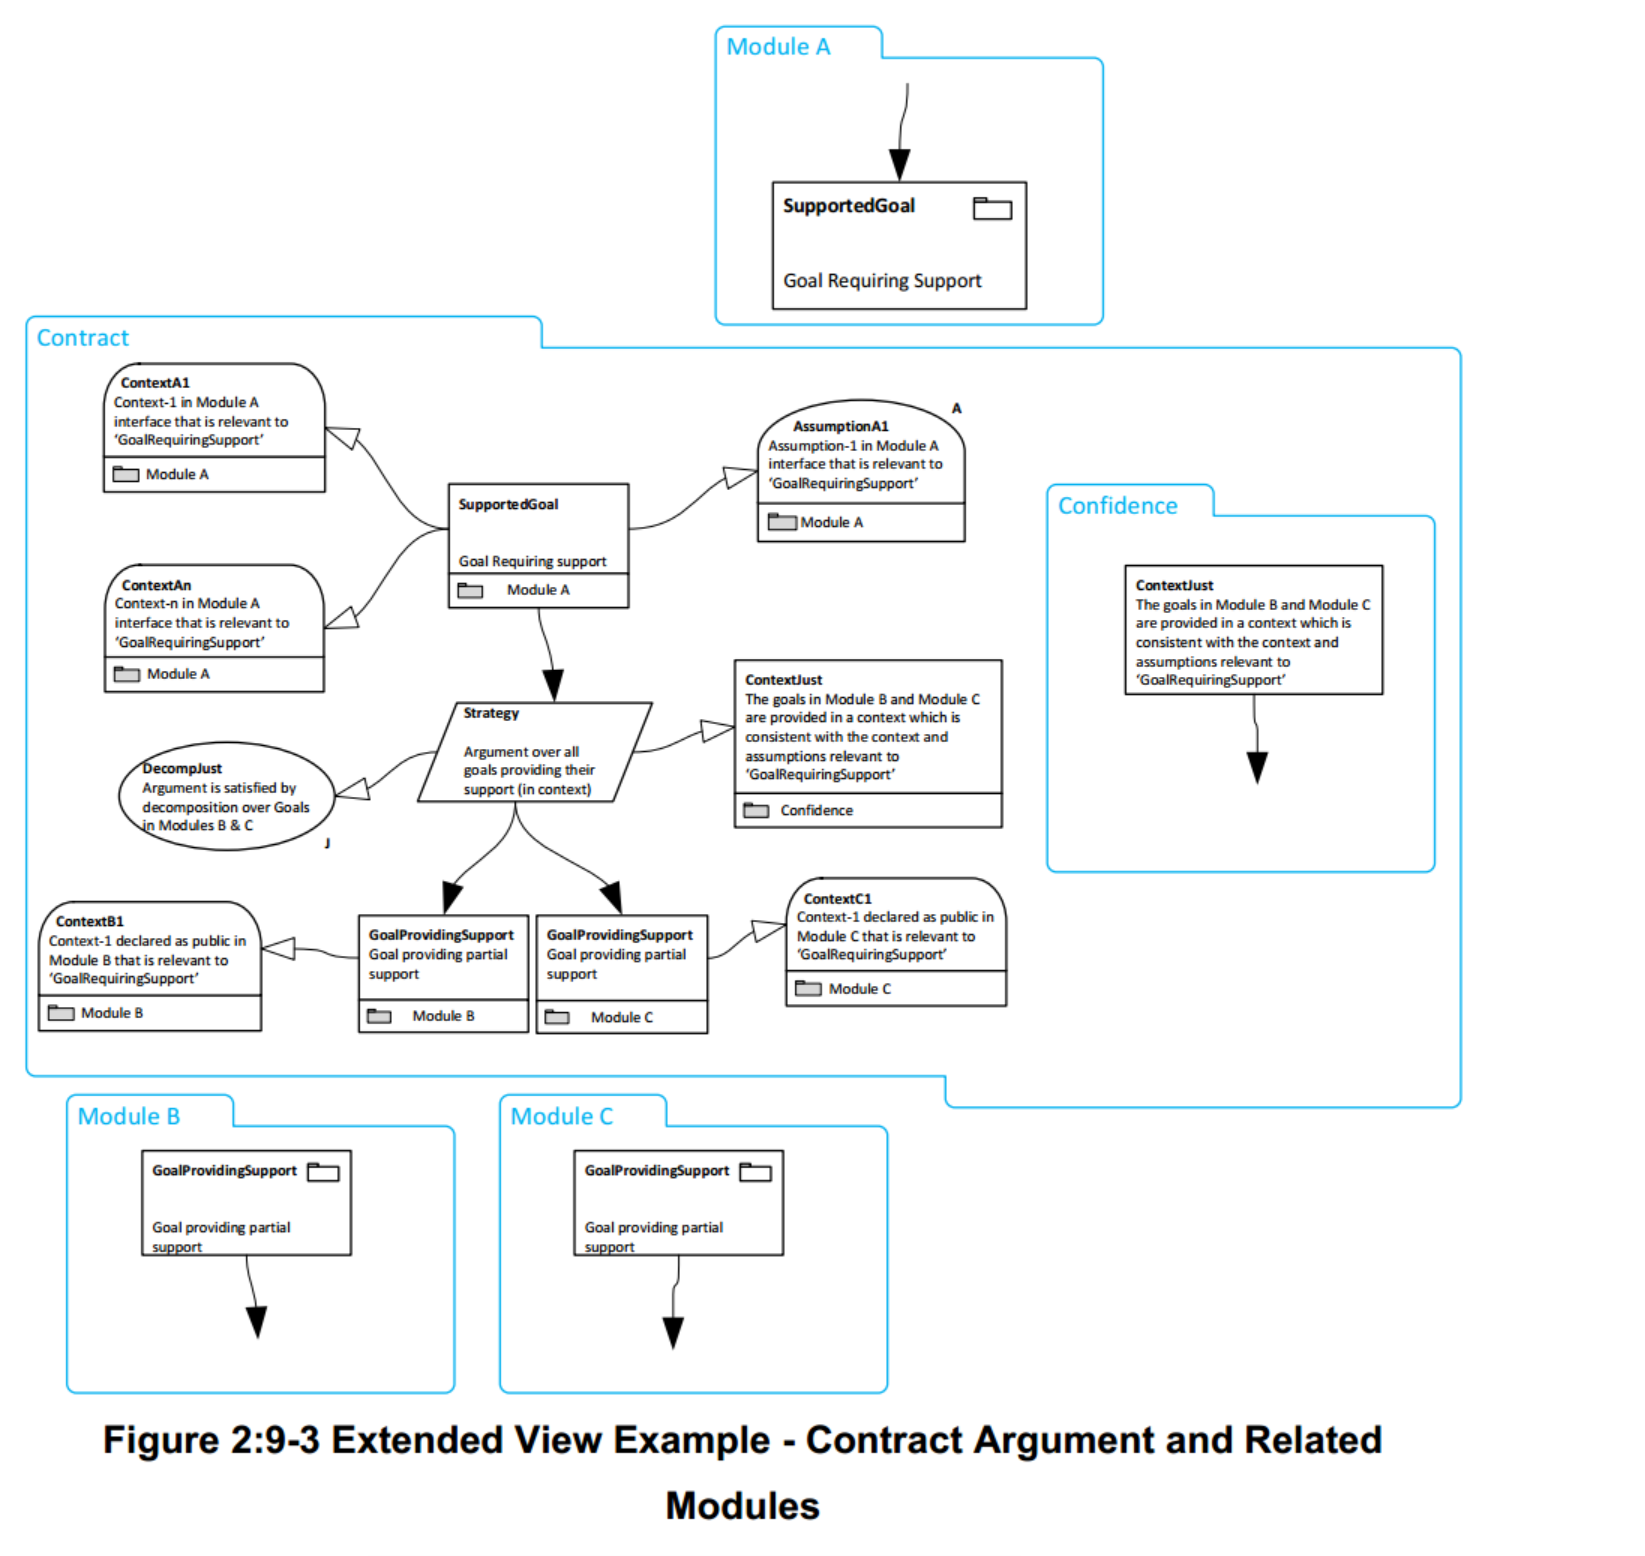 Module A
SupportedGoal
Goal Requiring Support
Contract
ContextA1
Context-1 in Module A
interface that is relevant to
‘GoalRequiringSupport’
Module A
A
AssumptionA1
Assumption-1 in Module A
interface that is relevant to
‘GoalRequiringSupport’
Module A
SupportedGoal
Goal Requiring support
Module A
Confidence
ContextJust
The goals in Module B and Module C
are provided in a context which is
consistent with the context and
assumptions relevant to
‘GoalRequiringSupport’
ContextAn
Context-n in Module A
interface that is relevant to
‘GoalRequiringSupport’
Module A
Strategy
Argument over all
goals providing their
support (in context)
ContextJust
The goals in Module B and Module C
are provided in a context which is
consistent with the context and
assumptions relevant to
‘GoalRequiringSupport’
Confidence
DecompJust
Argument is satisfied by
decomposition over Goals
in Modules B & C
J
ContextB1
Context-1 declared as public in
Module B that is relevant to
‘GoalRequiringSupport’
Module B
GoalProvidingSupport
Goal providing partial
support
Module B
GoalProvidingSupport
Goal providing partial
support
Module C
ContextC1
Context-1 declared as public in
Module C that is relevant to
‘GoalRequiringSupport’
Module C
Module B
GoalProvidingSupport
Goal providing partial
support
Module C
GoalProvidingSupport
Goal providing partial
support
Figure 2:9-3 Extended View Example - Contract Argument and Related
Modules